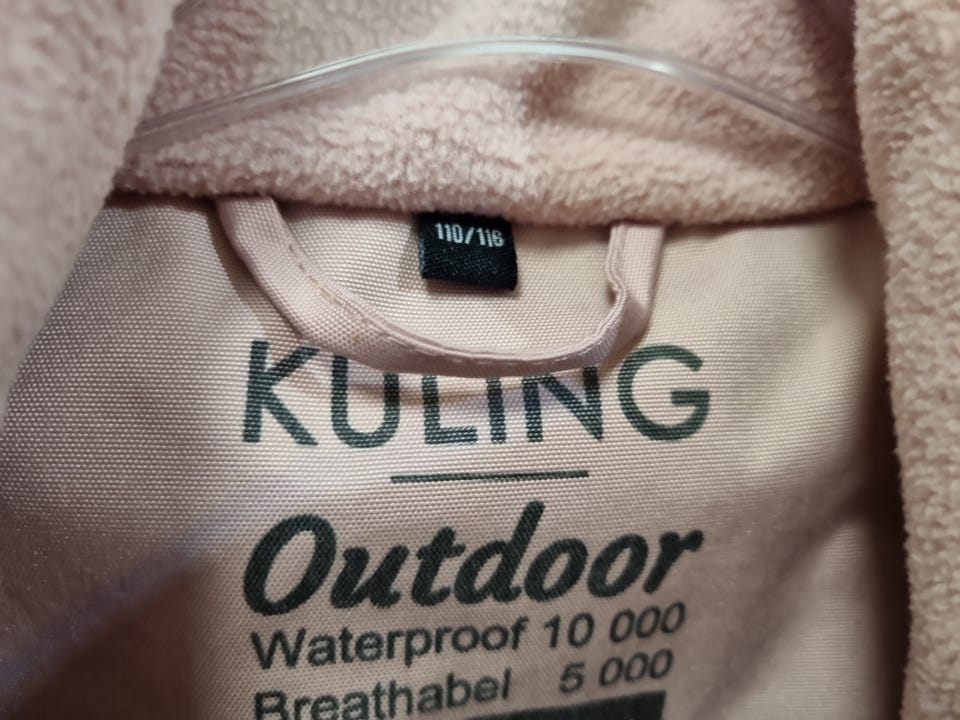 110/116
KULING
Outdoor
Waterproof 10 000
Breathabel 5 000